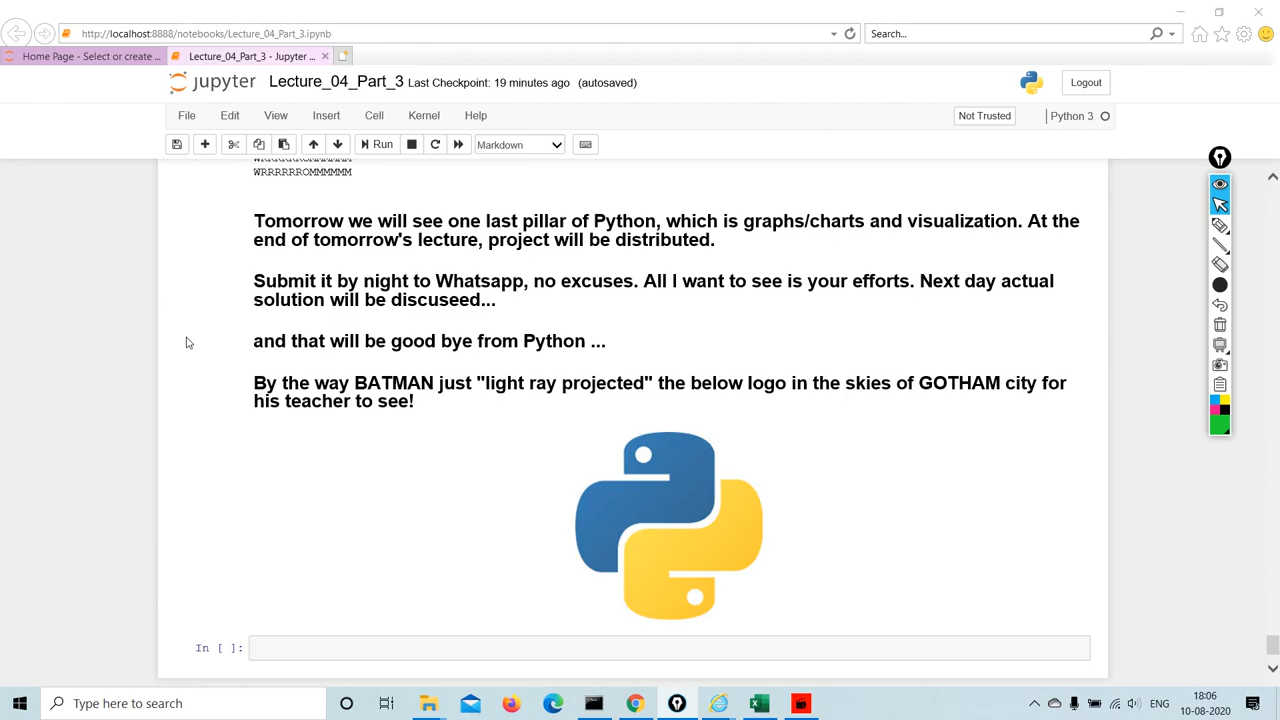 http://localhost:8888/notebooks/Lecture_04_Part_3.ipynb
Search...
Home Page - Select or create ...
Lecture_04_Part_3 - Jupyter ...
jupyter Lecture_04_Part_3 Last Checkpoint: 19 minutes ago (autosaved)
Logout
File Edit View Insert Cell Kernel Help
Not Trusted
Python 3
Run
Markdown
WRRRRRROMMMMMM
Tomorrow we will see one last pillar of Python, which is graphs/charts and visualization. At the
end of tomorrow's lecture, project will be distributed.
Submit it by night to Whatsapp, no excuses. All I want to see is your efforts. Next day actual
solution will be discuseed...
and that will be good bye from Python ...
By the way BATMAN just "light ray projected" the below logo in the skies of GOTHAM city for
his teacher to see!
In [ ]:
Type here to search
ENG
18:06
10-08-2020